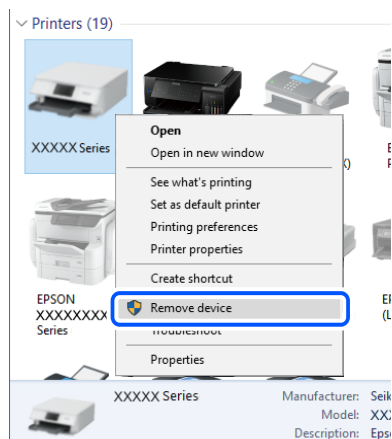 Printers (19)
XXXXX Series
Open
Open in new window
See what's printing
Set as default printer
Printing preferences
Printer properties
Create shortcut
Remove device
Troubleshoot
Properties
EPSON
XXXXXXXX
Series
XXXXX Series
Manufacturer:
Model:
Description: